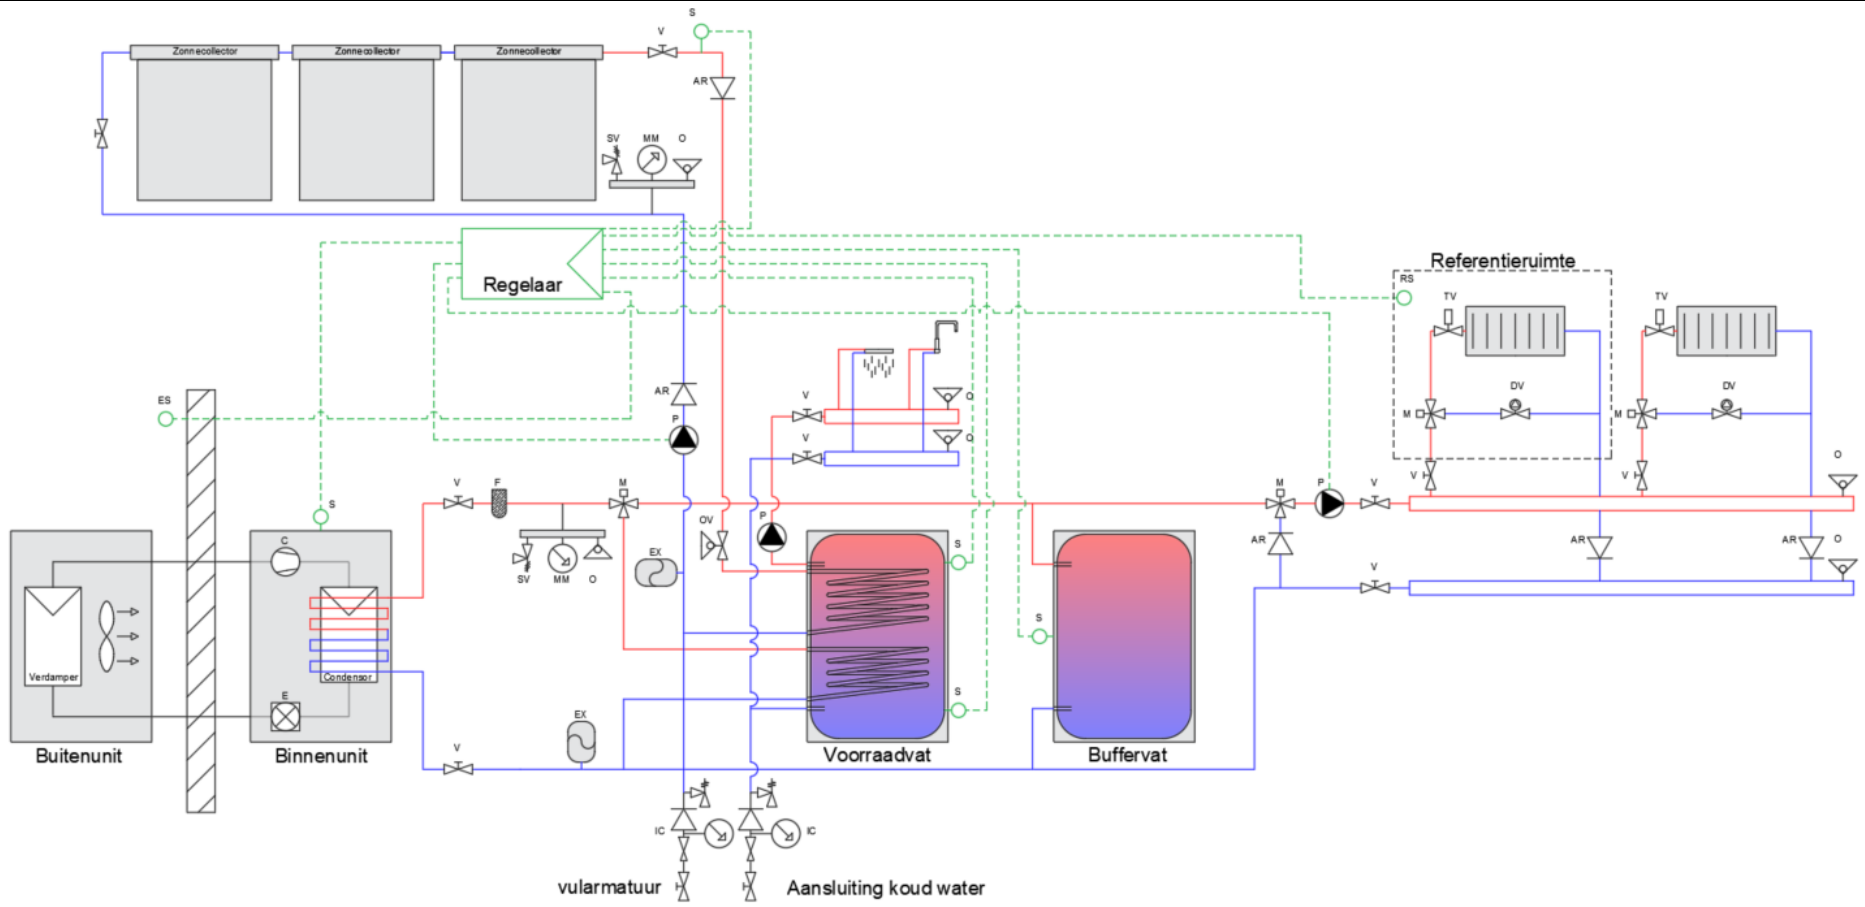 S
V
Zonnecollector Zonnecollector Zonnecollector
AR
SV MM O
Referentieruimte
RS
Regelaar
TV TV
DV DV
AR
ES
V O
P
M M
V O
V V
O
S
V F M M P V
P
OV
AR AR AR O
C
EX
S
SV MM O
V
S
Verdamper Condensor
E
S
EX
V
Buitenunit Binnenunit Voorraadvat Buffervat
IC IC
vularmatuur Aansluiting koud water